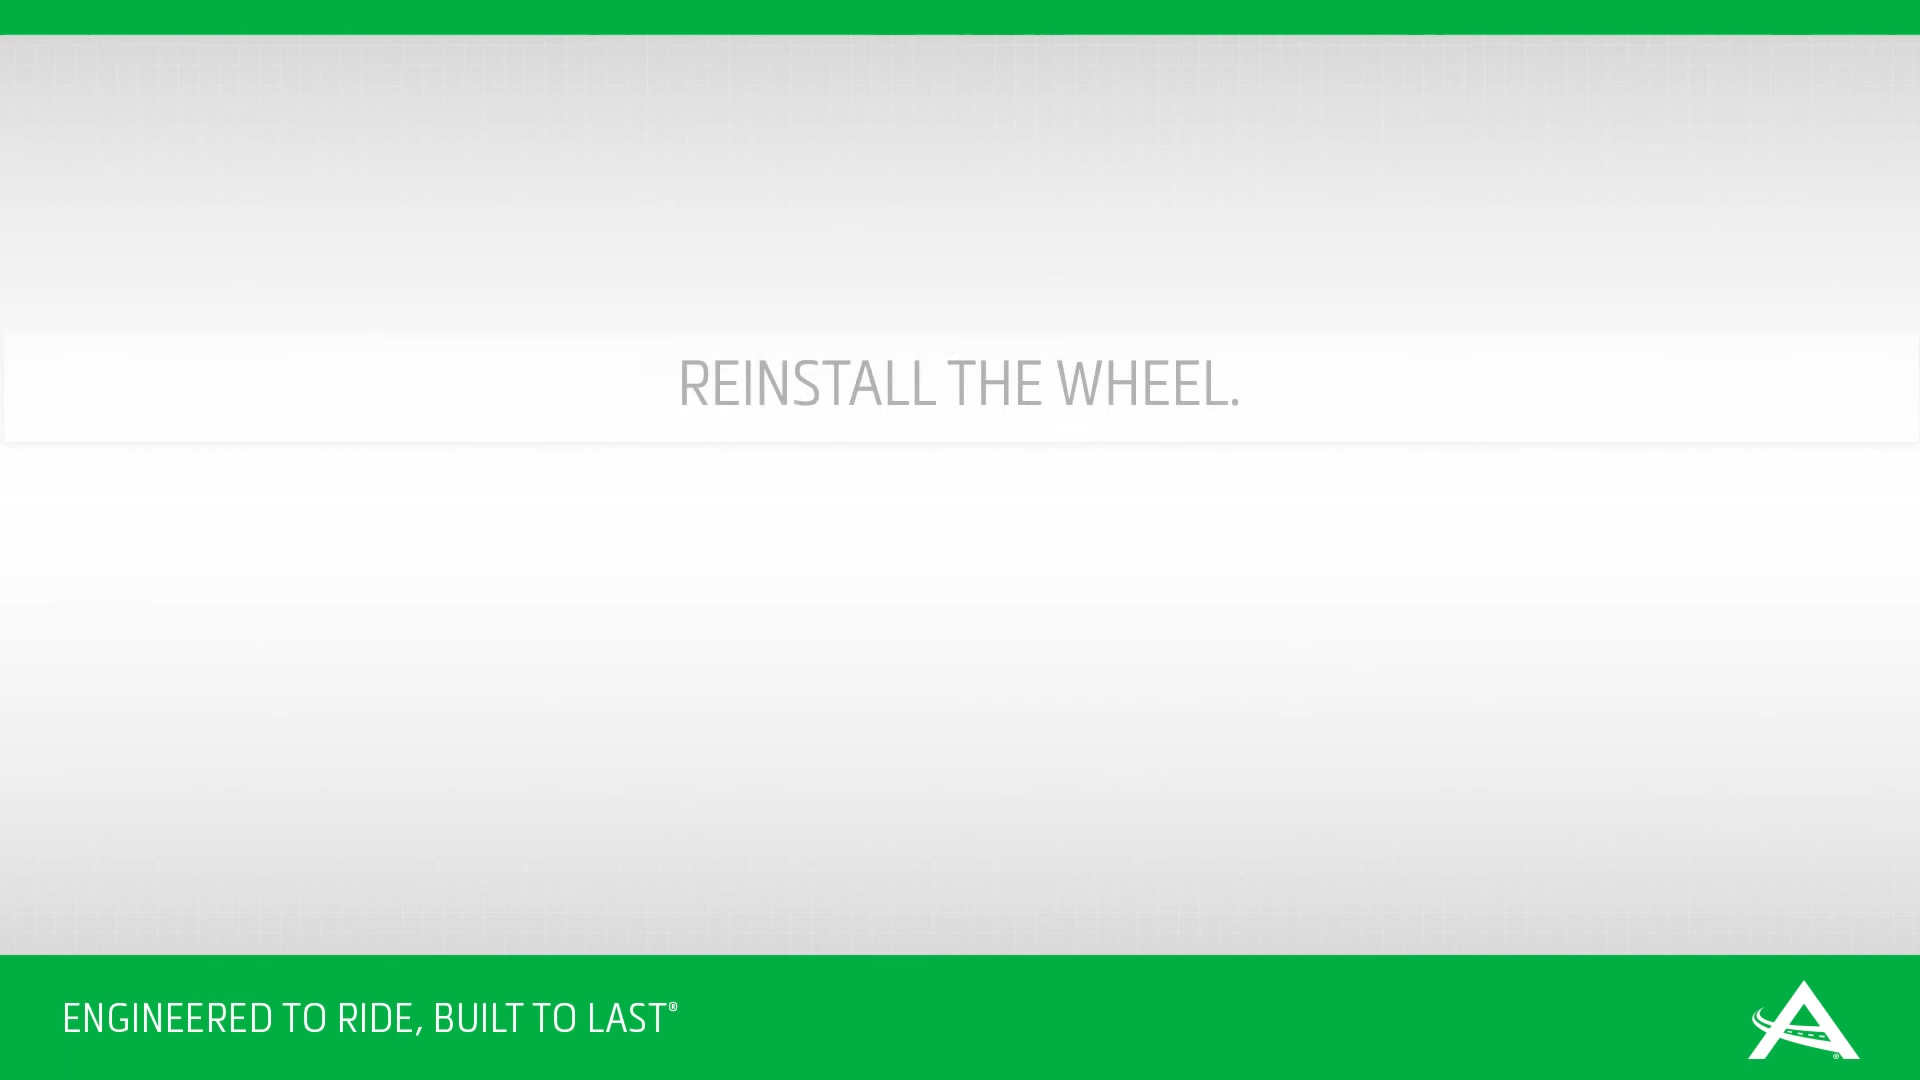 REINSTALL THE WHEEL.
ENGINEERED TO RIDE, BUILT TO LAST®